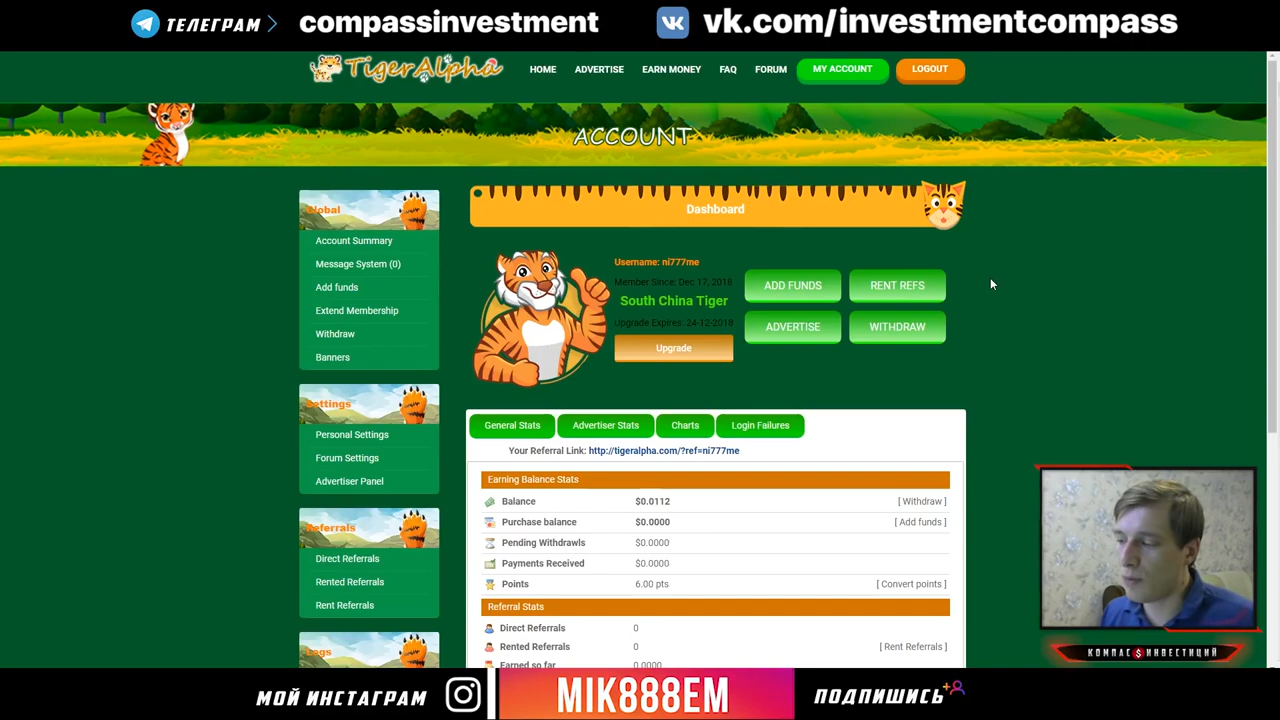 ТЕЛЕГРАМ
compassinvestment
vk.com/investmentcompass
TigerAlpha
HOME
ADVERTISE
EARN MONEY
FAQ
FORUM
MY ACCOUNT
LOGOUT
ACCOUNT
Global
Account Summary
Message System (0)
Add funds
Extend Membership
Withdraw
Banners
Settings
Personal Settings
Forum Settings
Advertiser Panel
Referrals
Direct Referrals
Rented Referrals
Rent Referrals
Logs
Dashboard
Username: ni777me
Member Since: Dec 17, 2018
South China Tiger
Upgrade Expires: 24-12-2018
Upgrade
ADD FUNDS
RENT REFS
ADVERTISE
WITHDRAW
General Stats
Advertiser Stats
Charts
Login Failures
Your Referral Link: http://tigeralpha.com/?ref=ni777me
Earning Balance Stats
Balance $0.0112 [ Withdraw ]
Purchase balance $0.0000 [ Add funds ]
Pending Withdrawls $0.0000
Payments Received $0.0000
Points 6.00 pts [ Convert points ]
Referral Stats
Direct Referrals 0
Rented Referrals 0 [ Rent Referrals ]
Earned so far 0.0000
КОМПАС $ ИНВЕСТИЦИЙ
МОЙ ИНСТАГРАМ
MIK888EM
ПОДПИШИСЬ